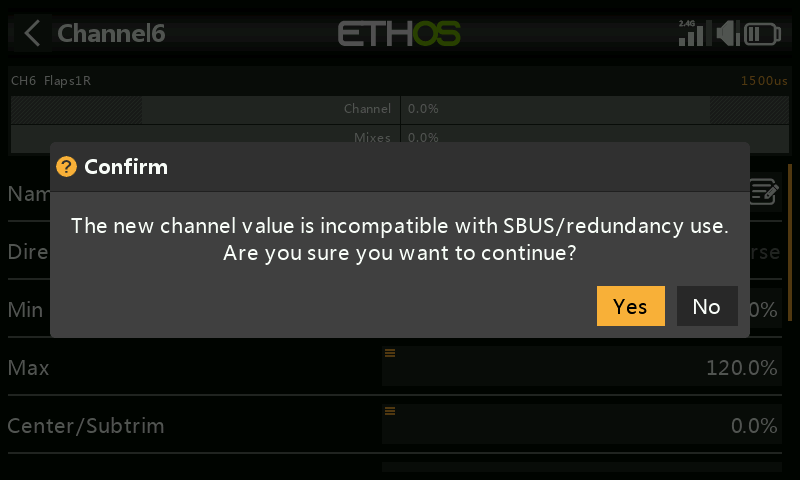 Channel6
ETHOS
2.4G
CH6 Flaps1R
1500us
Channel 0.0%
Mixes 0.0%
? Confirm
Nam
The new channel value is incompatible with SBUS/redundancy use.
Are you sure you want to continue?
Dire
rse
Min
0%
Yes No
Max 120.0%
Center/Subtrim 0.0%